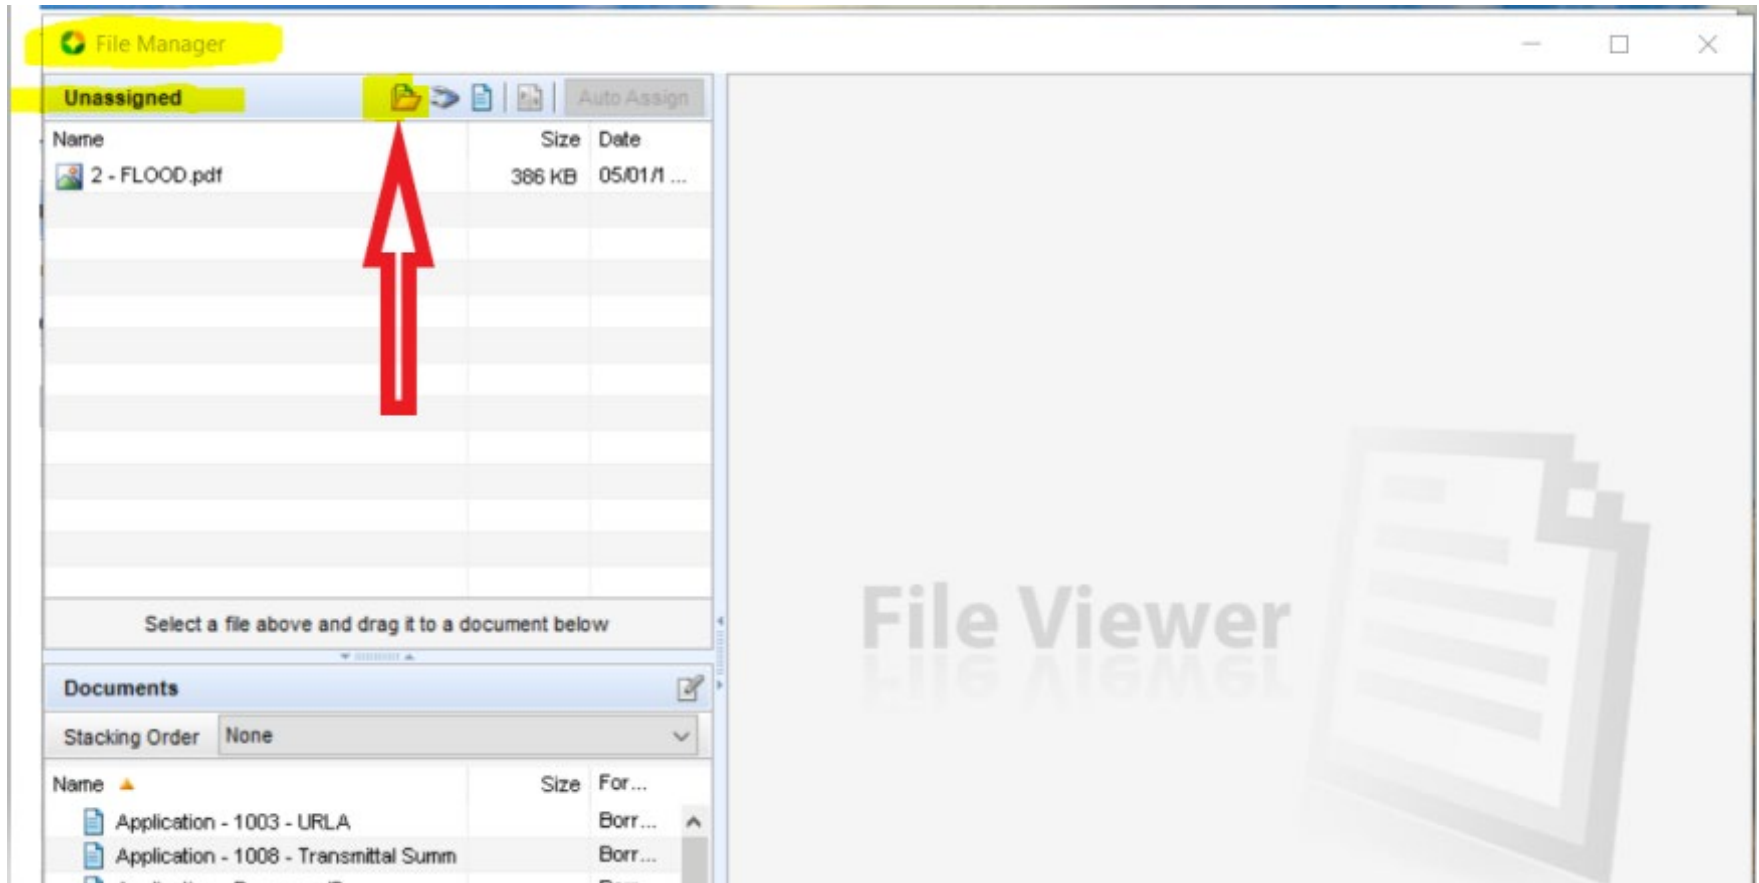 File Manager
Unassigned Auto Assign
Name Size Date
2 - FLOOD.pdf 386 KB 05/01/1 ...
Select a file above and drag it to a document below
File Viewer
Documents
Stacking Order None
Name Size For...
Application - 1003 - URLA Borr...
Application - 1008 - Transmittal Summ Borr...